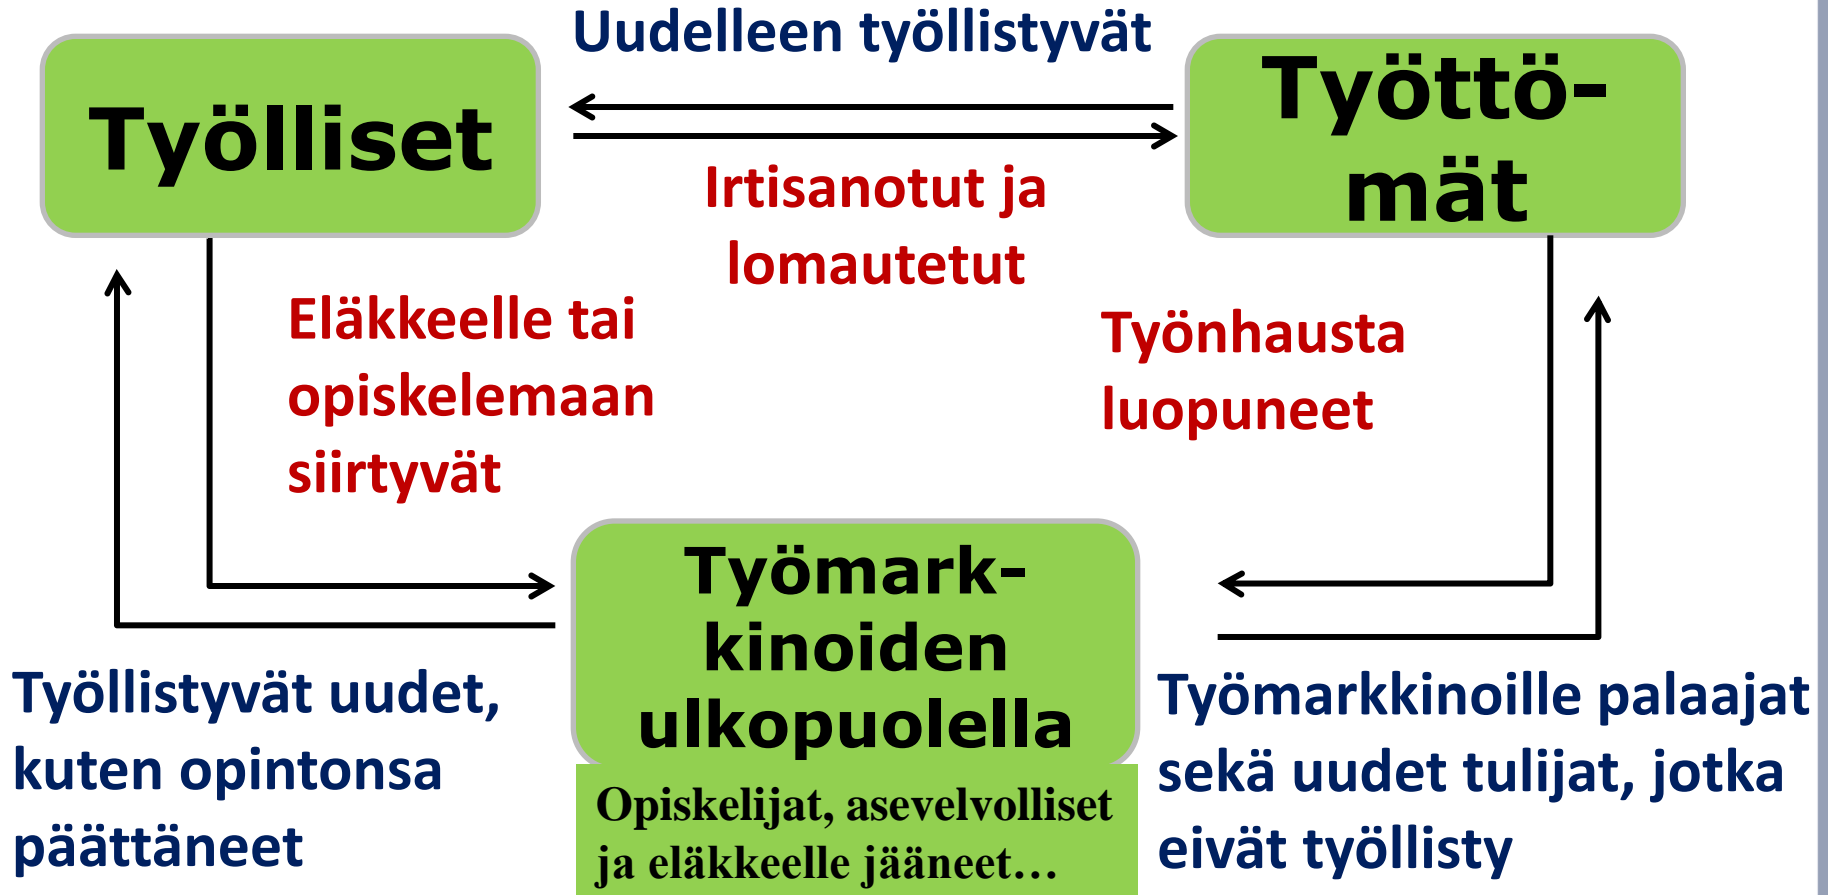 Uudelleen työllistyvät
Työlliset
Työttö-
mät
Irtisanotut ja
lomautetut
Eläkkeelle tai
opiskelemaan
siirtyvät
Työnhausta
luopuneet
Työmark-
kinoiden
ulkopuolella
Opiskelijat, asevelvolliset
ja eläkkeelle jääneet…
Työllistyvät uudet,
kuten opintonsa
päättäneet
Työmarkkinoille palaajat
sekä uudet tulijat, jotka
eivät työllisty